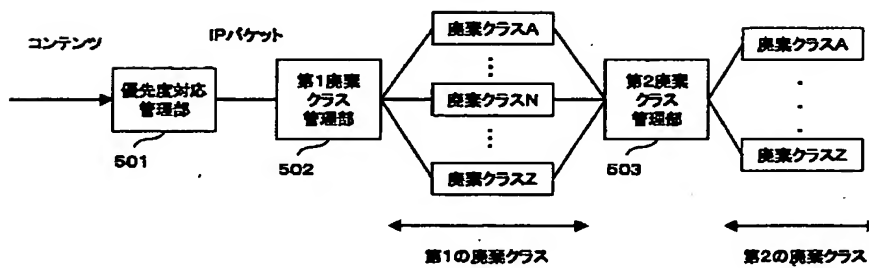 コンテンツ
IPパケット
優先度対応
管理部
501
第1廃棄
クラス
管理部
502
廃棄クラスA
廃棄クラスN
廃棄クラスZ
第1の廃棄クラス
第2廃棄
クラス
管理部
503
廃棄クラスA
廃棄クラスZ
第2の廃棄クラス